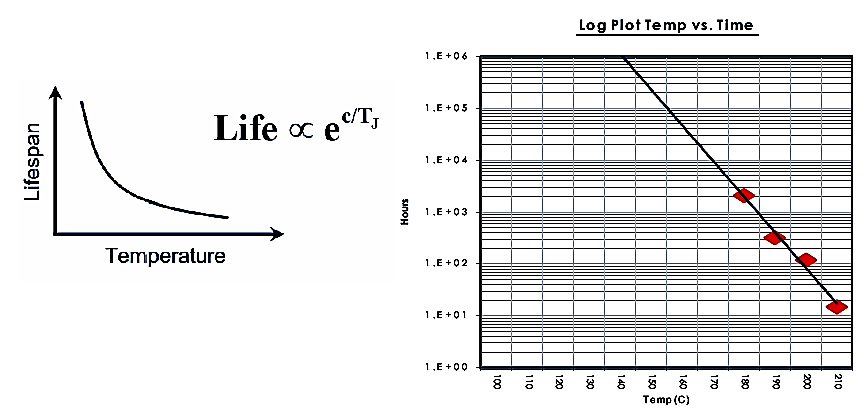 Lifespan
Life ∝ e^c/T_J
Temperature
Log Plot Temp vs. Time
Hours
1.E+06
1.E+05
1.E+04
1.E+03
1.E+02
1.E+01
1.E+00
100 110 120 130 140 150 160 170 180 190 200 210
Temp (C)